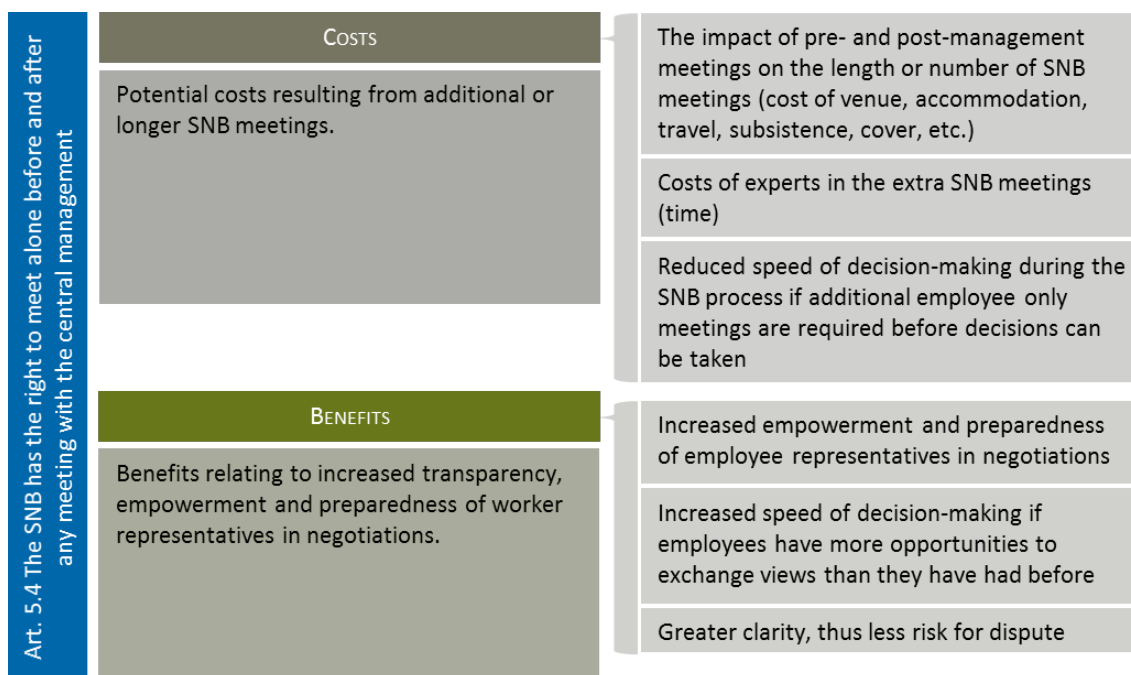 Art. 5.4 The SNB has the right to meet alone before and after
any meeting with the central management
COSTS
Potential costs resulting from additional or
longer SNB meetings.
The impact of pre- and post-management
meetings on the length or number of SNB
meetings (cost of venue, accommodation,
travel, subsistence, cover, etc.)
Costs of experts in the extra SNB meetings
(time)
Reduced speed of decision-making during the
SNB process if additional employee only
meetings are required before decisions can
be taken
BENEFITS
Benefits relating to increased transparency,
empowerment and preparedness of worker
representatives in negotiations.
Increased empowerment and preparedness
of employee representatives in negotiations
Increased speed of decision-making if
employees have more opportunities to
exchange views than they have had before
Greater clarity, thus less risk for dispute